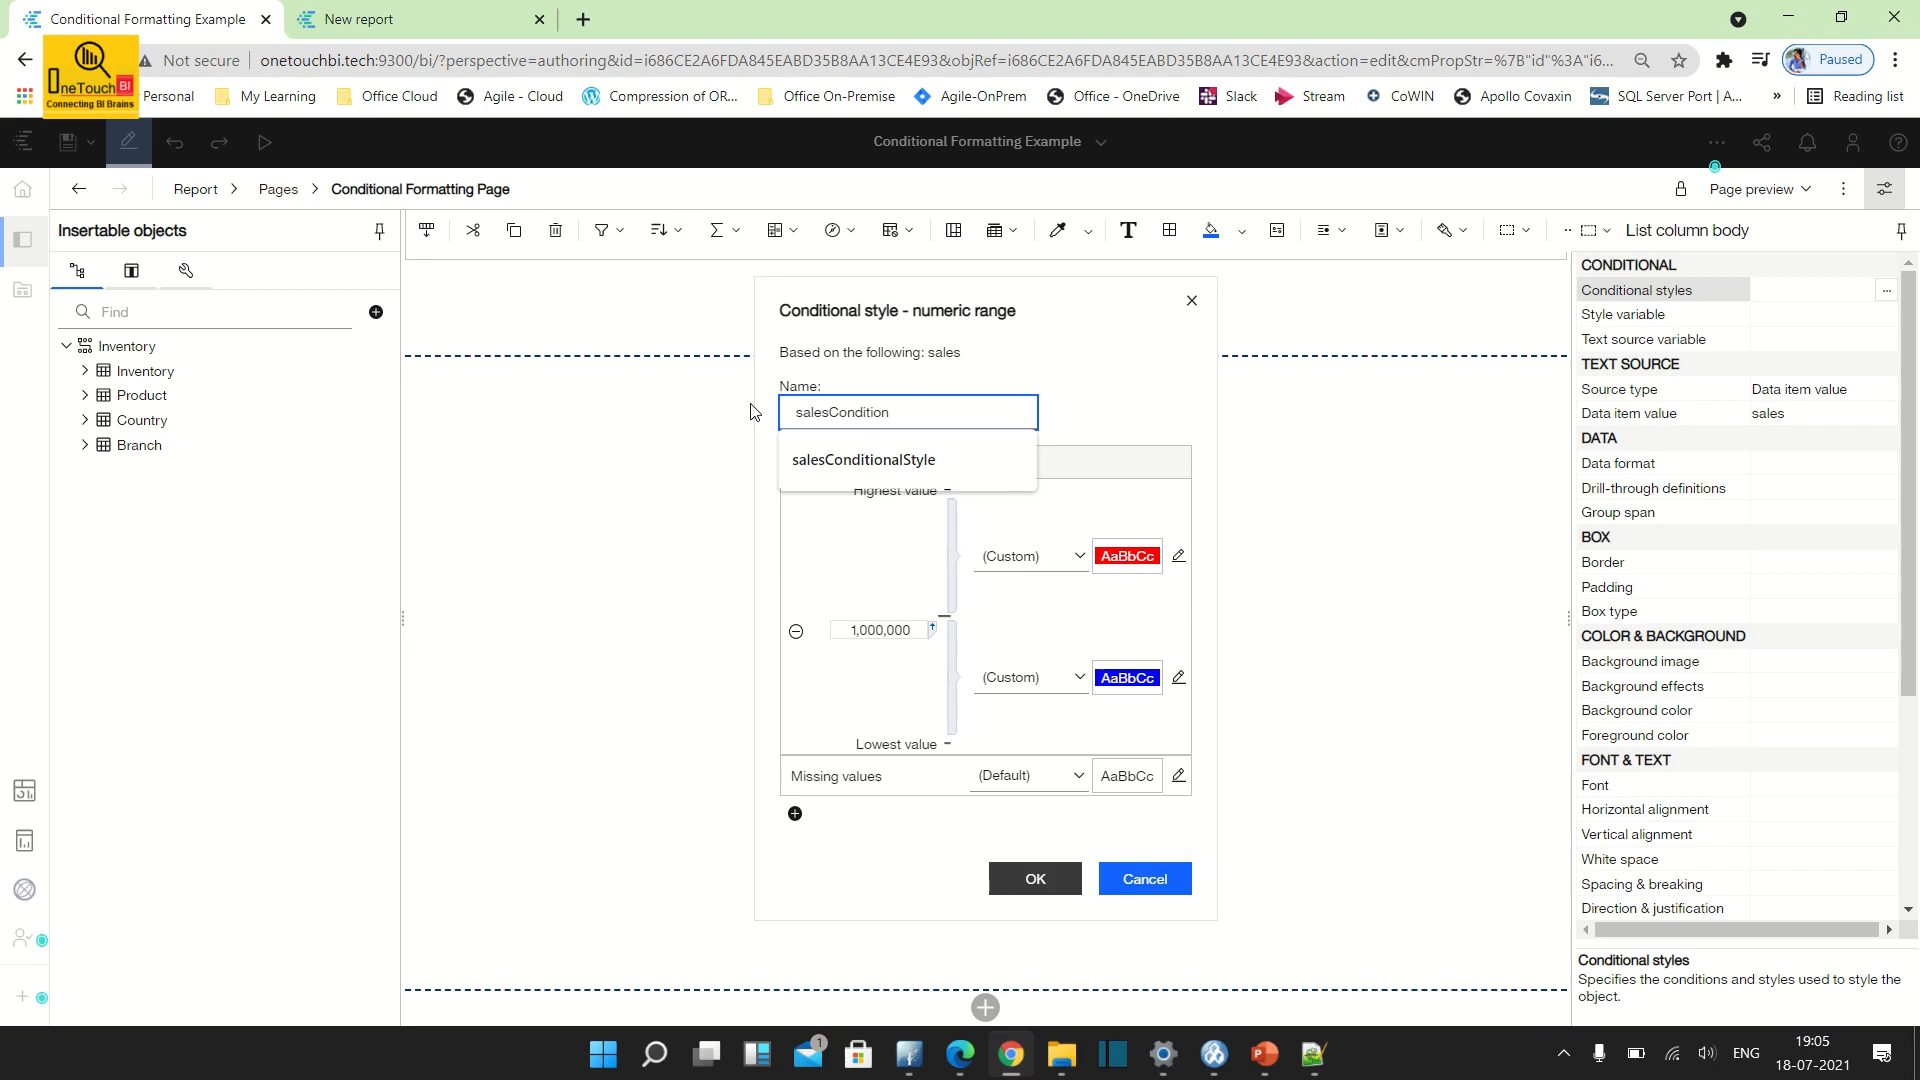 Conditional Formatting Example
New report
Not secure
onetouchbi.tech:9300/bi/?perspective=authoring&id=i686CE2A6FDA845EABD35B8AA13CE4E93&objRef=i686CE2A6FDA845EABD35B8AA13CE4E93&action=edit&cmPropStr=%7B"id"%3A"i6...
Paused
OneTouch BI
Connecting BI Brains
Personal
My Learning
Office Cloud
Agile - Cloud
Compression of OR...
Office On-Premise
Agile-OnPrem
Office - OneDrive
Slack
Stream
CoWIN
Apollo Covaxin
SQL Server Port | A...
»
Reading list
Conditional Formatting Example
Report > Pages > Conditional Formatting Page
Page preview
Insertable objects
List column body
Find
Inventory
Inventory
Product
Country
Branch
Conditional style - numeric range
Based on the following: sales
Name:
salesCondition
salesConditionalStyle
Highest value
(Custom) AaBbCc
1,000,000
(Custom) AaBbCc
Lowest value
Missing values (Default) AaBbCc
OK Cancel
CONDITIONAL
Conditional styles ...
Style variable
Text source variable
TEXT SOURCE
Source type Data item value
Data item value sales
DATA
Data format
Drill-through definitions
Group span
BOX
Border
Padding
Box type
COLOR & BACKGROUND
Background image
Background effects
Background color
Foreground color
FONT & TEXT
Font
Horizontal alignment
Vertical alignment
White space
Spacing & breaking
Direction & justification
Conditional styles
Specifies the conditions and styles used to style the
object.
1
ENG
19:05
18-07-2021